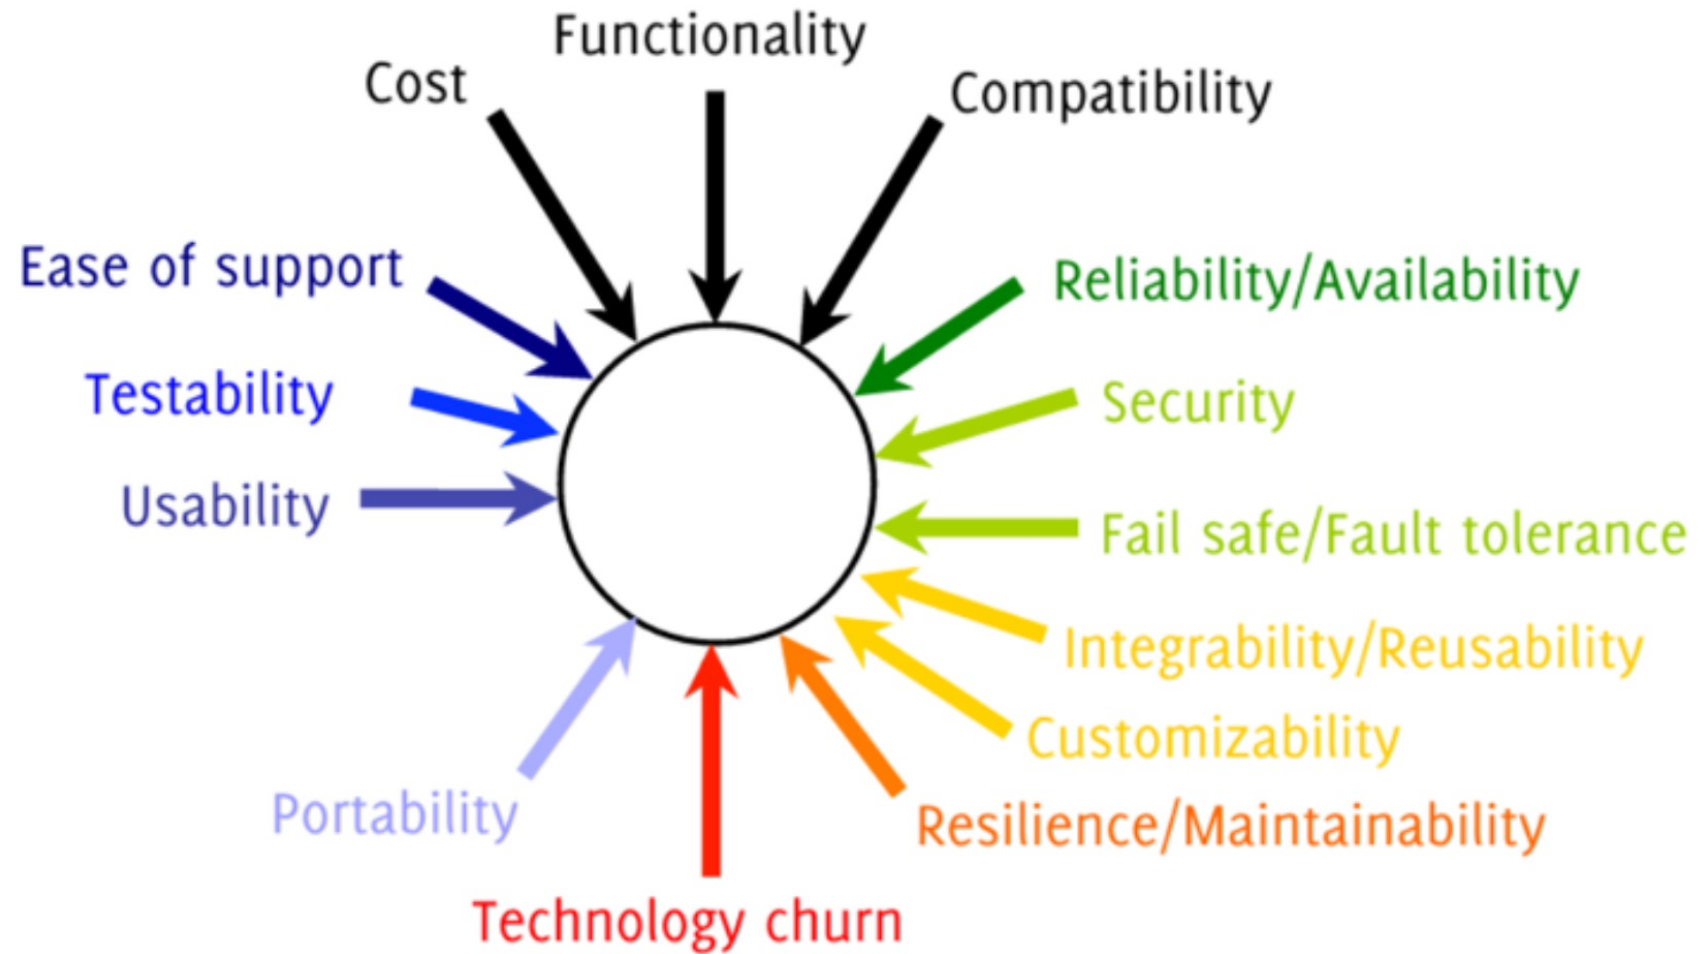 Functionality
Cost
Compatibility
Ease of support
Reliability/Availability
Testability
Security
Usability
Fail safe/Fault tolerance
Integrability/Reusability
Customizability
Portability
Resilience/Maintainability
Technology churn